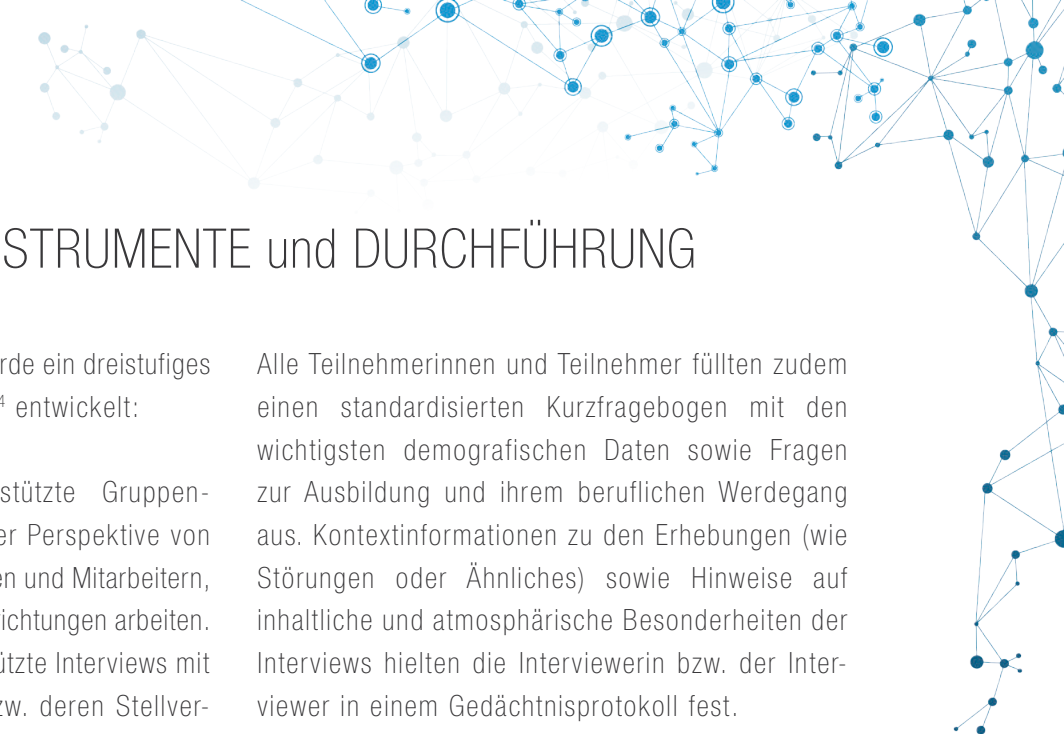 STRUMENTE und DURCHFÜHRUNG
rde ein dreistufiges
4 entwickelt:
stützte Gruppen-
er Perspektive von
en und Mitarbeitern,
ichtungen arbeiten.
ützte Interviews mit
zw. deren Stellver-
Alle Teilnehmerinnen und Teilnehmer füllten zudem
einen standardisierten Kurzfragebogen mit den
wichtigsten demografischen Daten sowie Fragen
zur Ausbildung und ihrem beruflichen Werdegang
aus. Kontextinformationen zu den Erhebungen (wie
Störungen oder Ähnliches) sowie Hinweise auf
inhaltliche und atmosphärische Besonderheiten der
Interviews hielten die Interviewerin bzw. der Inter-
viewer in einem Gedächtnisprotokoll fest.